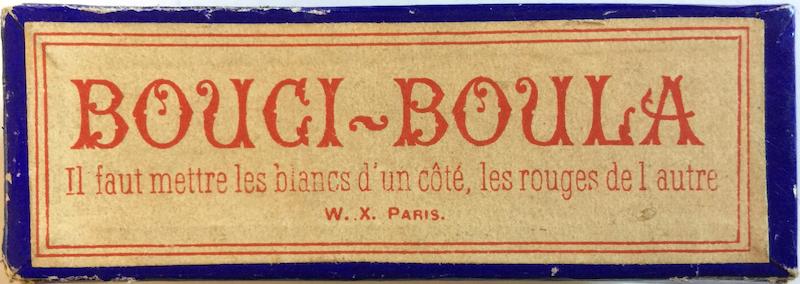 BOUCI~BOULA
Il faut mettre les blancs d'un côté, les rouges de l'autre
W. X. PARIS.